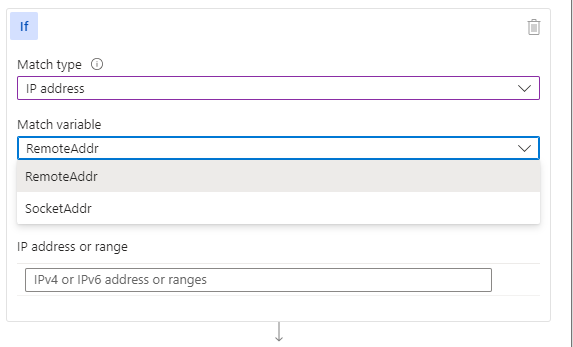 If
Match type
IP address
Match variable
RemoteAddr
RemoteAddr
SocketAddr
IP address or range
IPv4 or IPv6 address or ranges